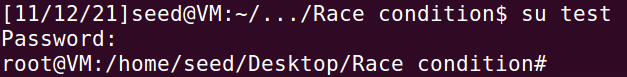 [11/12/21]seed@VM:~/.../Race condition$ su test
Password:
root@VM:/home/seed/Desktop/Race condition#